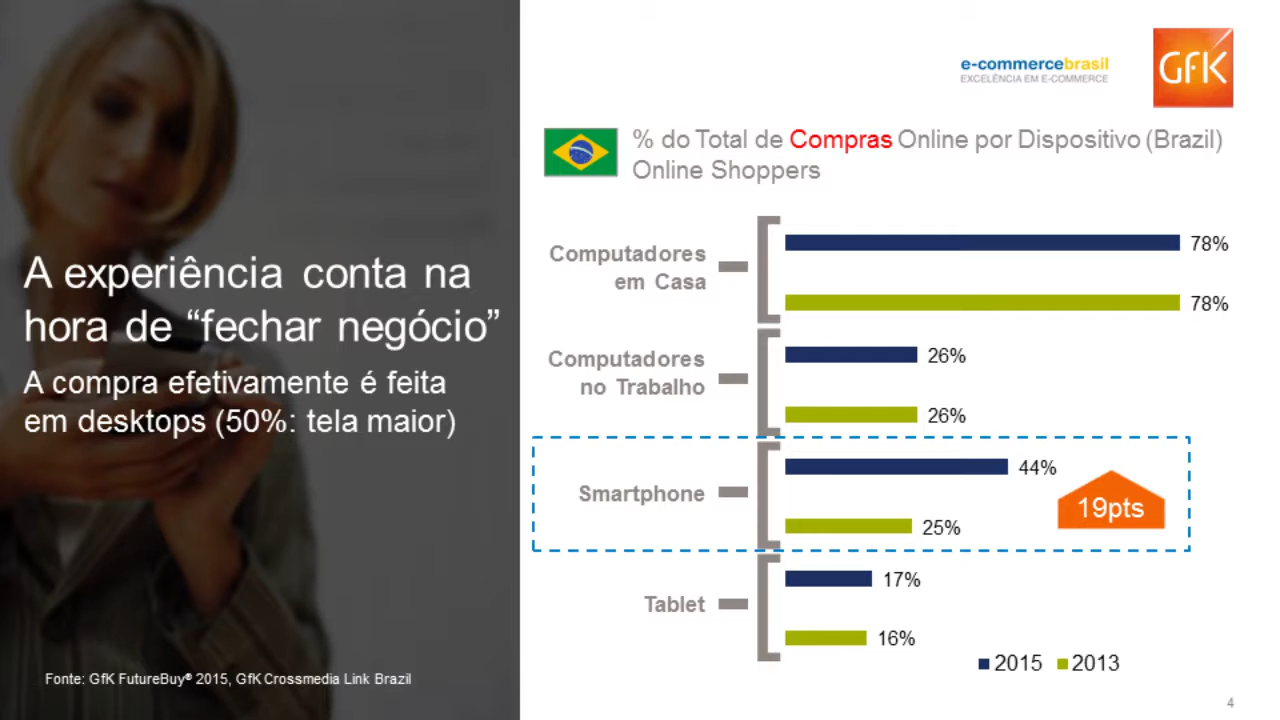 e-commercebrasil
EXCELÊNCIA EM E-COMMERCE
GfK
A experiência conta na
hora de “fechar negócio”
A compra efetivamente é feita
em desktops (50%: tela maior)
Fonte: GfK FutureBuy® 2015, GfK Crossmedia Link Brazil
% do Total de Compras Online por Dispositivo (Brazil)
Online Shoppers
Computadores
em Casa
78%
78%
Computadores
no Trabalho
26%
26%
Smartphone
44%
25%
19pts
Tablet
17%
16%
2015 2013
4